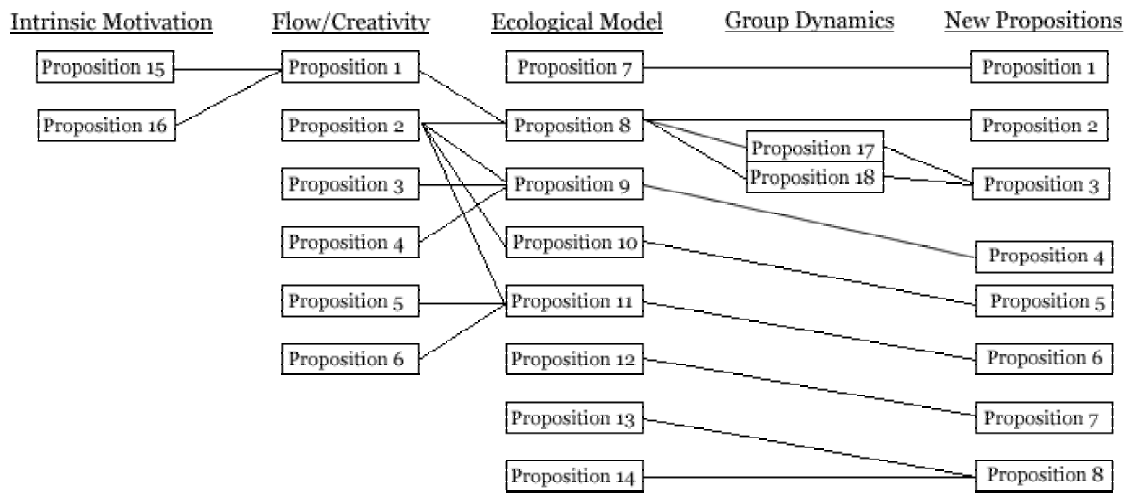 Intrinsic Motivation Flow/Creativity Ecological Model Group Dynamics New Propositions
Proposition 15 Proposition 1 Proposition 7 Proposition 1
Proposition 16 Proposition 2 Proposition 8 Proposition 2
Proposition 17
Proposition 18
Proposition 3 Proposition 9 Proposition 3
Proposition 4 Proposition 10 Proposition 4
Proposition 5 Proposition 11 Proposition 5
Proposition 6 Proposition 12 Proposition 6
Proposition 13 Proposition 7
Proposition 14 Proposition 8